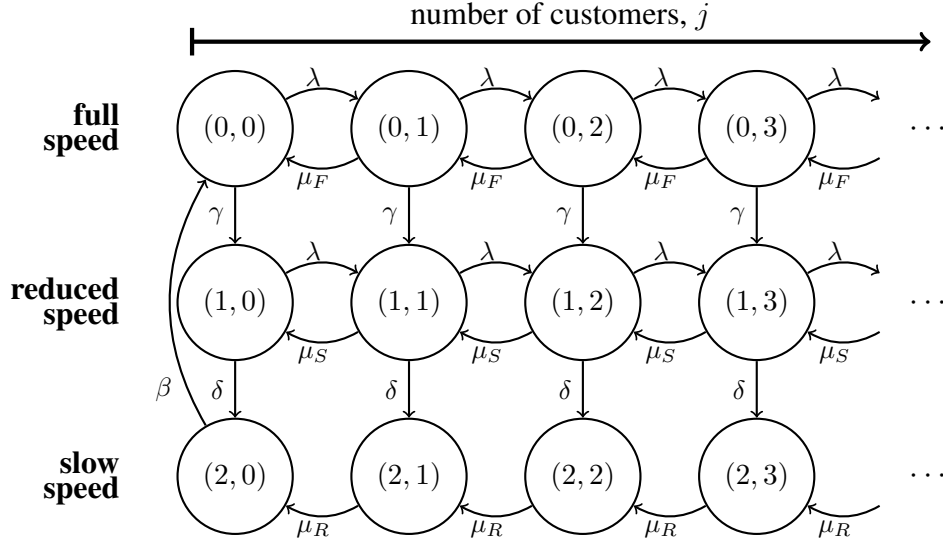 number of customers, j
full
speed
(0, 0) λ (0, 1) λ (0, 2) λ (0, 3) λ ···
μ_F μ_F μ_F μ_F
γ γ γ γ
reduced
speed
(1, 0) λ (1, 1) λ (1, 2) λ (1, 3) λ ···
μ_S μ_S μ_S μ_S
β δ δ δ δ
slow
speed
(2, 0) (2, 1) (2, 2) (2, 3) ···
μ_R μ_R μ_R μ_R